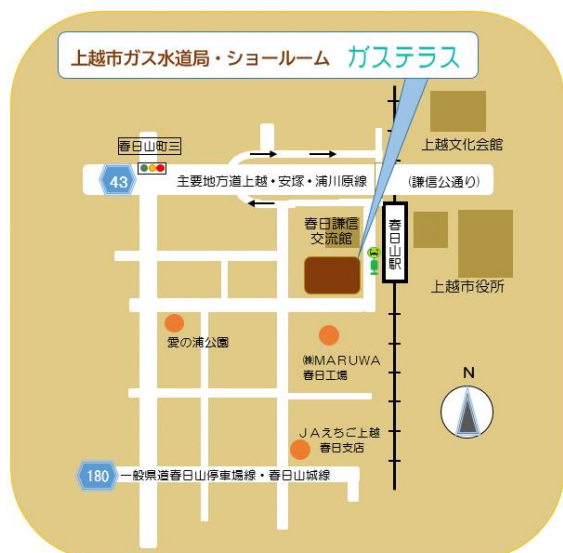 上越市ガス水道局・ショールーム ガステラス
春日山町三
上越文化会館
43
主要地方道上越・安塚・浦川原線
(謙信公通り)
春日謙信
交流館
春日山駅
上越市役所
愛の浦公園
㈱MARUWA
春日工場
N
JAえちご上越
春日支店
180
一般県道春日山停車場線・春日山城線